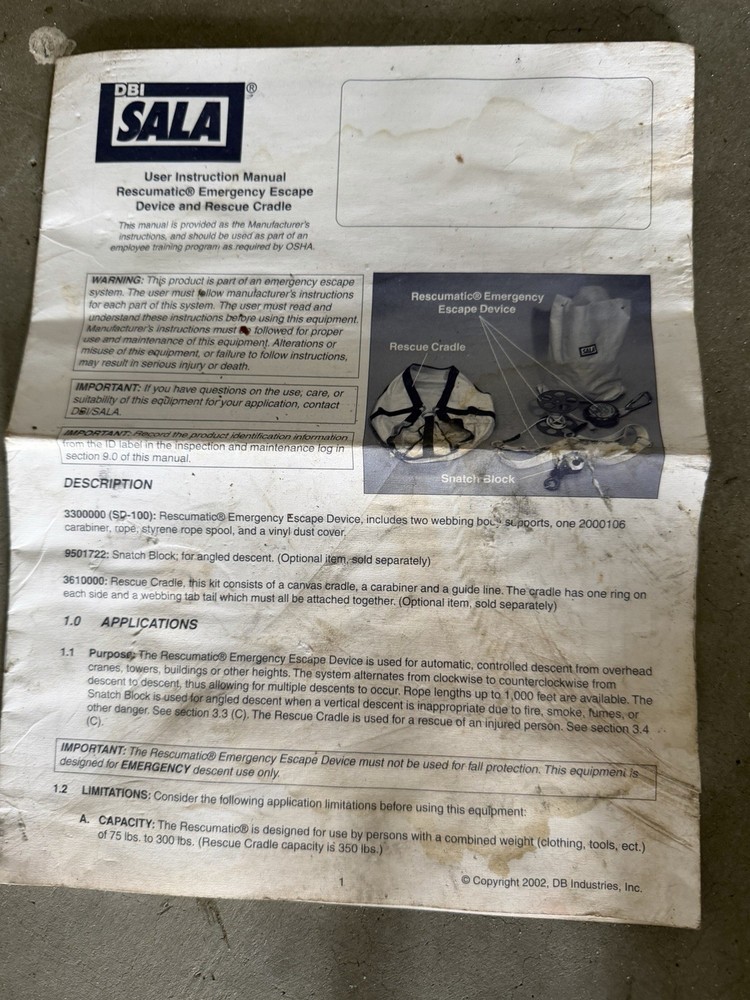 DBI
SALA®
User Instruction Manual
Rescumatic® Emergency Escape
Device and Rescue Cradle
This manual is provided as the Manufacturer's
instructions, and should be used as part of an
employee training program as required by OSHA.
WARNING: This product is part of an emergency escape
system. The user must follow manufacturer's instructions
for each part of this system. The user must read and
understand these instructions before using this equipment.
Manufacturer's instructions must be followed for proper
use and maintenance of this equipment. Alterations or
misuse of this equipment, or failure to follow instructions,
may result in serious injury or death.
IMPORTANT: If you have questions on the use, care, or
suitability of this equipment for your application, contact
DBI/SALA.
IMPORTANT: Record the product identification information
from the ID label in the inspection and maintenance log in
section 9.0 of this manual.
Rescumatic® Emergency
Escape Device
Rescue Cradle
SALA
Snatch Block
DESCRIPTION
3300000 (SD-100): Rescumatic® Emergency Escape Device, includes two webbing body supports, one 2000106
carabiner, rope, styrene rope spool, and a vinyl dust cover.
9501722: Snatch Block; for angled descent. (Optional item, sold separately)
3610000: Rescue Cradle, this kit consists of a canvas cradle, a carabiner and a guide line. The cradle has one ring on
each side and a webbing tab tail which must all be attached together. (Optional item, sold separately)
1.0 APPLICATIONS
1.1 Purpose: The Rescumatic® Emergency Escape Device is used for automatic, controlled descent from overhead
cranes, towers, buildings or other heights. The system alternates from clockwise to counterclockwise from
descent to descent, thus allowing for multiple descents to occur. Rope lengths up to 1,000 feet are available. The
Snatch Block is used for angled descent when a vertical descent is inappropriate due to fire, smoke, fumes, or
other danger. See section 3.3 (C). The Rescue Cradle is used for a rescue of an injured person. See section 3.4
(C).
IMPORTANT: The Rescumatic® Emergency Escape Device must not be used for fall protection. This equipment is
designed for EMERGENCY descent use only.
1.2 LIMITATIONS: Consider the following application limitations before using this equipment:
A. CAPACITY: The Rescumatic® is designed for use by persons with a combined weight (clothing, tools, ect.)
of 75 lbs. to 300 lbs. (Rescue Cradle capacity is 350 lbs.)
1
© Copyright 2002, DB Industries, Inc.